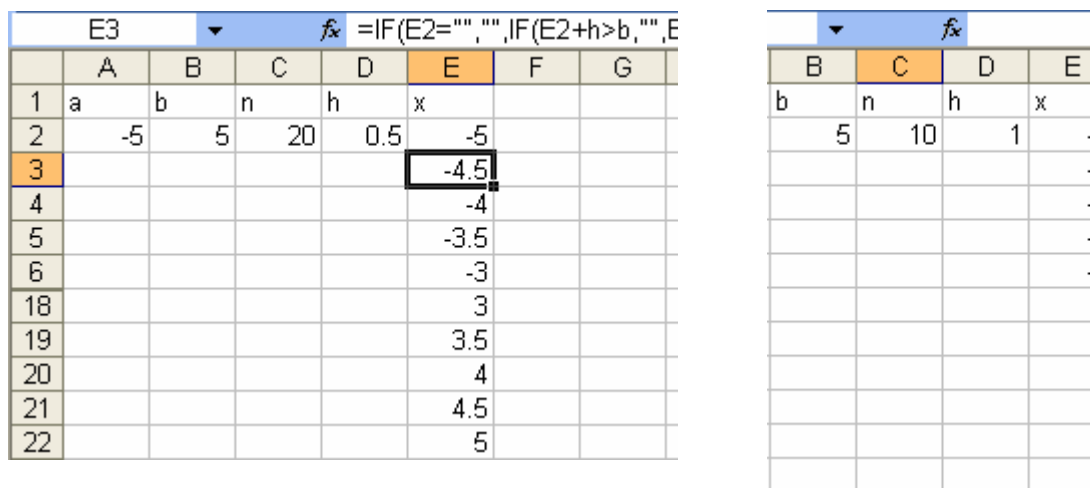 E3 fx =IF(E2="","",IF(E2+h>b,"",E
A B C D E F G
1 a b n h x
2 -5 5 20 0.5 -5
3 -4.5
4 -4
5 -3.5
6 -3
18 3
19 3.5
20 4
21 4.5
22 5
fx
B C D E
b n h x
5 10 1 -
-
-
-
-